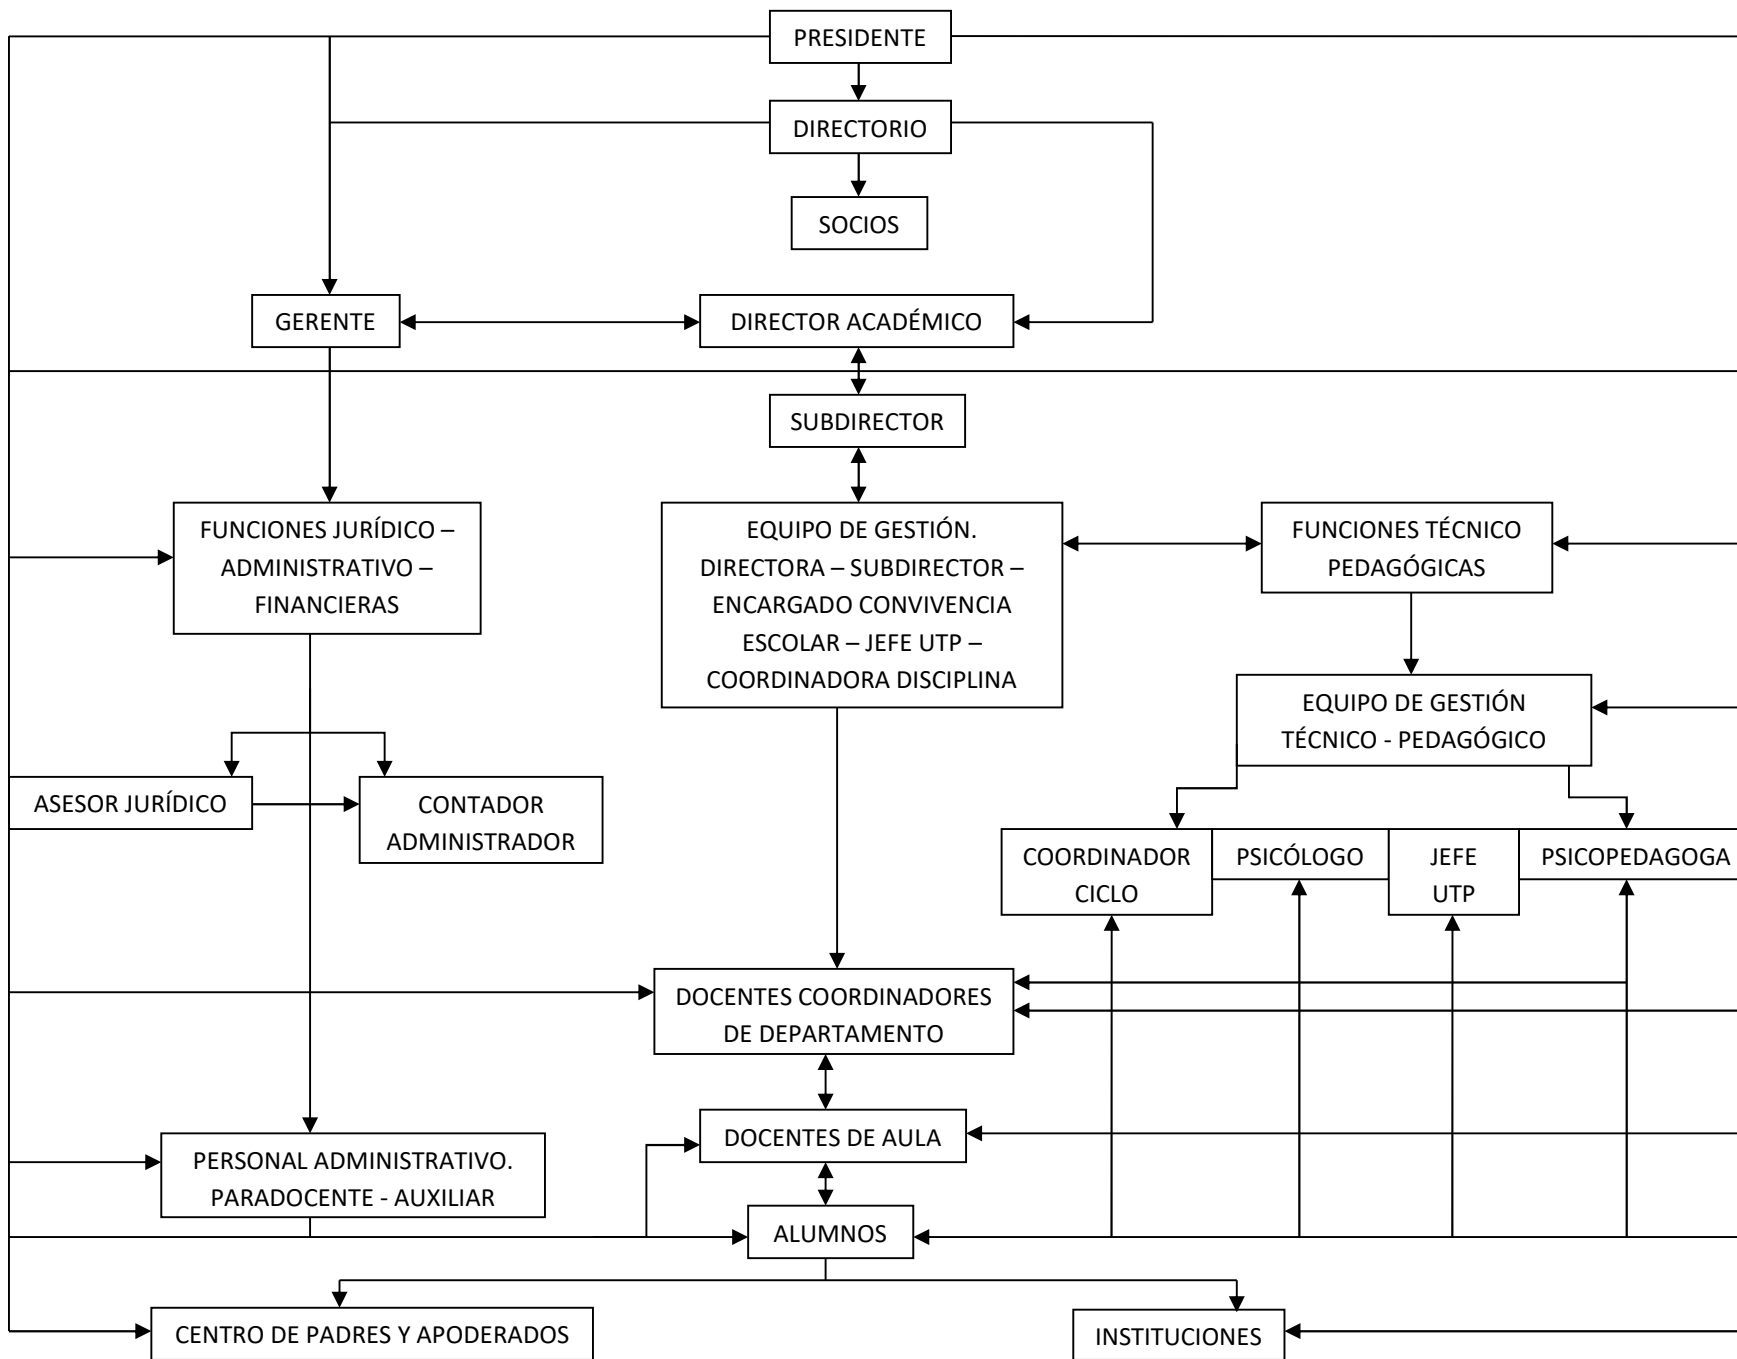 PRESIDENTE
DIRECTORIO
SOCIOS
GERENTE
DIRECTOR ACADÉMICO
SUBDIRECTOR
FUNCIONES JURÍDICO –
ADMINISTRATIVO –
FINANCIERAS
EQUIPO DE GESTIÓN.
DIRECTORA – SUBDIRECTOR –
ENCARGADO CONVIVENCIA
ESCOLAR – JEFE UTP –
COORDINADORA DISCIPLINA
FUNCIONES TÉCNICO
PEDAGÓGICAS
EQUIPO DE GESTIÓN
TÉCNICO - PEDAGÓGICO
ASESOR JURÍDICO
CONTADOR
ADMINISTRADOR
COORDINADOR
CICLO
PSICÓLOGO
JEFE
UTP
PSICOPEDAGOGA
DOCENTES COORDINADORES
DE DEPARTAMENTO
DOCENTES DE AULA
PERSONAL ADMINISTRATIVO.
PARADOCENTE - AUXILIAR
ALUMNOS
CENTRO DE PADRES Y APODERADOS
INSTITUCIONES